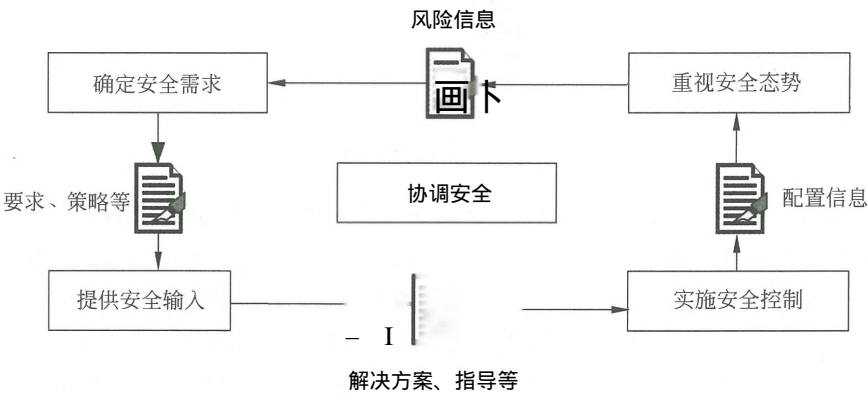 风险信息
确定安全需求
画卜
重视安全态势
要求、策略等
协调安全
配置信息
提供安全输入
– I
实施安全控制
解决方案、指导等